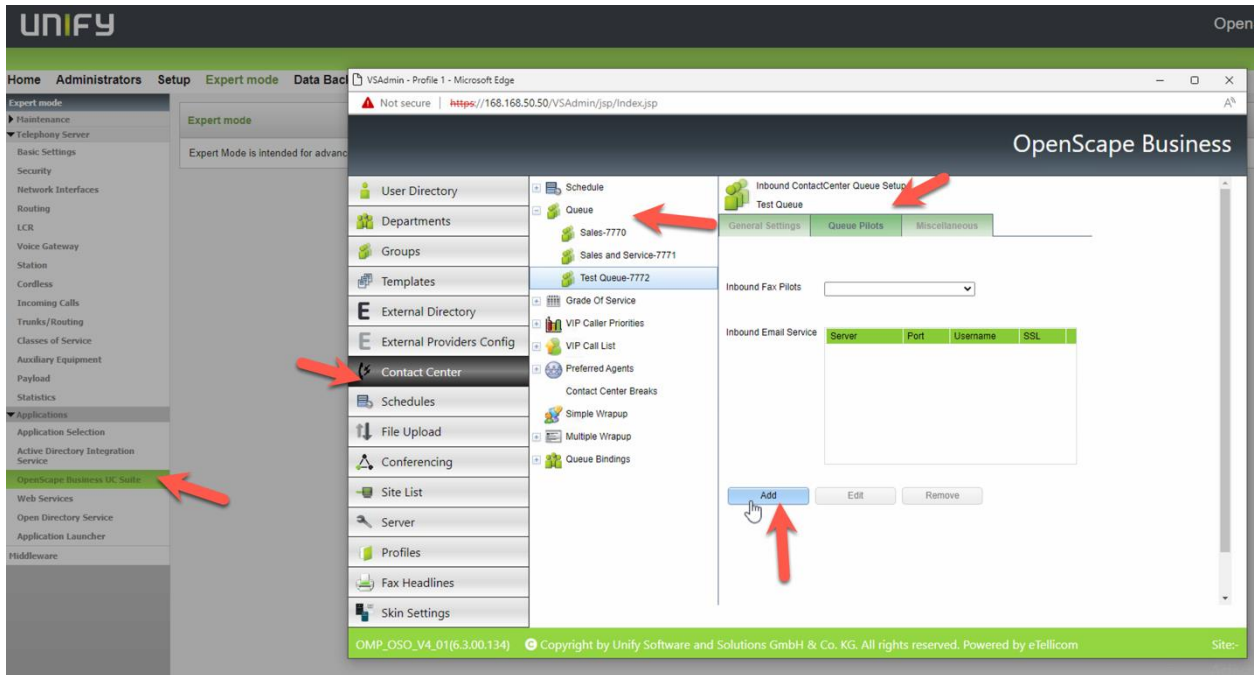 UNIFY
Open
Home Administrators Setup Expert mode Data Back
Expert mode
Maintenance
Telephony Server
Basic Settings
Security
Network Interfaces
Routing
LCR
Voice Gateway
Station
Cordless
Incoming Calls
Trunks/Routing
Classes of Service
Auxiliary Equipment
Payload
Statistics
Applications
Application Selection
Active Directory Integration
Service
OpenScape Business UC Suite
Web Services
Open Directory Service
Application Launcher
Middleware
Expert mode
Expert Mode is intended for advanc
VSAdmin - Profile 1 - Microsoft Edge
Not secure | https://168.168.50.50/VSAdmin/jsp/Index.jsp
OpenScape Business
User Directory
Departments
Groups
Templates
External Directory
External Providers Config
Contact Center
Schedules
File Upload
Conferencing
Site List
Server
Profiles
Fax Headlines
Skin Settings
Schedule
Queue
Sales-7770
Sales and Service-7771
Test Queue-7772
Grade Of Service
VIP Caller Priorities
VIP Call List
Preferred Agents
Contact Center Breaks
Simple Wrapup
Multiple Wrapup
Queue Bindings
Inbound ContactCenter Queue Setup
Test Queue
General Settings Queue Pilots Miscellaneous
Inbound Fax Pilots
Inbound Email Service Server Port Username SSL
Add Edit Remove
OMP_OSO_V4_01(6.3.00.134) © Copyright by Unify Software and Solutions GmbH & Co. KG. All rights reserved. Powered by eTellicom Site:-